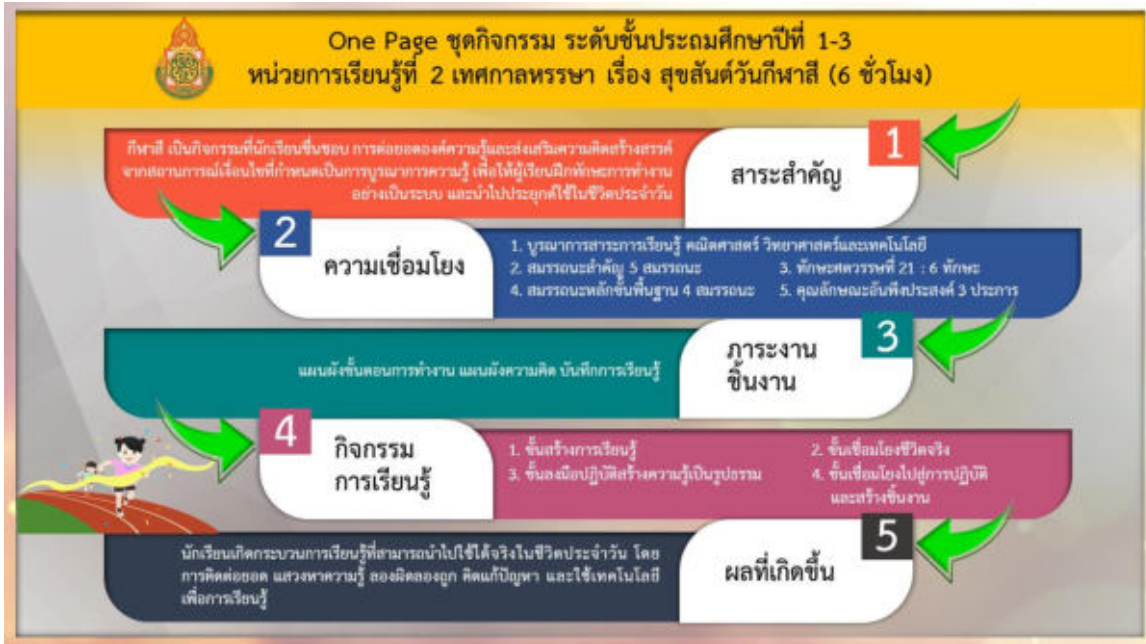 One Page ชุดกิจกรรม ระดับชั้นประถมศึกษาปีที่ 1-3
หน่วยการเรียนรู้ที่ 2 เทศกาลหรรษา เรื่อง สุขสันต์วันกีฬาสี (6 ชั่วโมง)
1
สาระสำคัญ
กีฬาสี เป็นกิจกรรมที่นักเรียนชื่นชอบ การต่อยอดองค์ความรู้และส่งเสริมความคิดสร้างสรรค์
จากสถานการณ์เงื่อนไขที่กำหนดเป็นการบูรณาการความรู้ เพื่อให้ผู้เรียนฝึกทักษะการทำงาน
อย่างเป็นระบบ และนำไปประยุกต์ใช้ในชีวิตประจำวัน
2
ความเชื่อมโยง
1. บูรณาการสาระการเรียนรู้ คณิตศาสตร์ วิทยาศาสตร์และเทคโนโลยี
2. สมรรถนะสำคัญ 5 สมรรถนะ 3. ทักษะศตวรรษที่ 21 : 6 ทักษะ
4. สมรรถนะหลักขั้นพื้นฐาน 4 สมรรถนะ 5. คุณลักษณะอันพึงประสงค์ 3 ประการ
3
ภาระงาน
ชิ้นงาน
แผนผังขั้นตอนการทำงาน แผนผังความคิด บันทึกการเรียนรู้
4
กิจกรรม
การเรียนรู้
1. ขั้นสร้างการเรียนรู้ 2. ขั้นเชื่อมโยงชีวิตจริง
3. ขั้นลงมือปฏิบัติสร้างความรู้เป็นรูปธรรม 4. ขั้นเชื่อมโยงไปสู่การปฏิบัติ
และสร้างชิ้นงาน
5
ผลที่เกิดขึ้น
นักเรียนเกิดกระบวนการเรียนรู้ที่สามารถนำไปใช้ได้จริงในชีวิตประจำวัน โดย
การคิดต่อยอด แสวงหาความรู้ ลองผิดลองถูก คิดแก้ปัญหา และใช้เทคโนโลยี
เพื่อการเรียนรู้